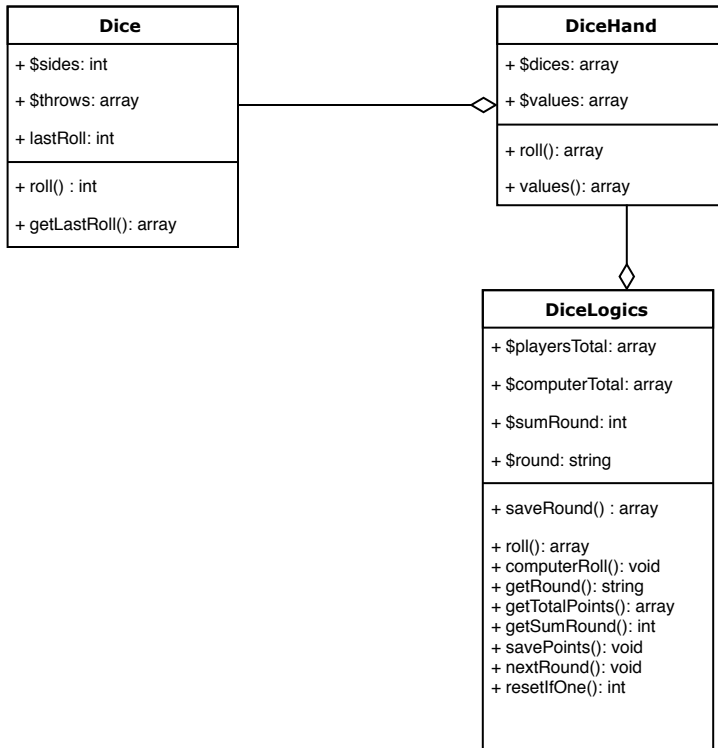 Dice
+ $sides: int
+ $throws: array
+ lastRoll: int
+ roll() : int
+ getLastRoll(): array
DiceHand
+ $dices: array
+ $values: array
+ roll(): array
+ values(): array
DiceLogics
+ $playersTotal: array
+ $computerTotal: array
+ $sumRound: int
+ $round: string
+ saveRound() : array
+ roll(): array
+ computerRoll(): void
+ getRound(): string
+ getTotalPoints(): array
+ getSumRound(): int
+ savePoints(): void
+ nextRound(): void
+ resetIfOne(): int